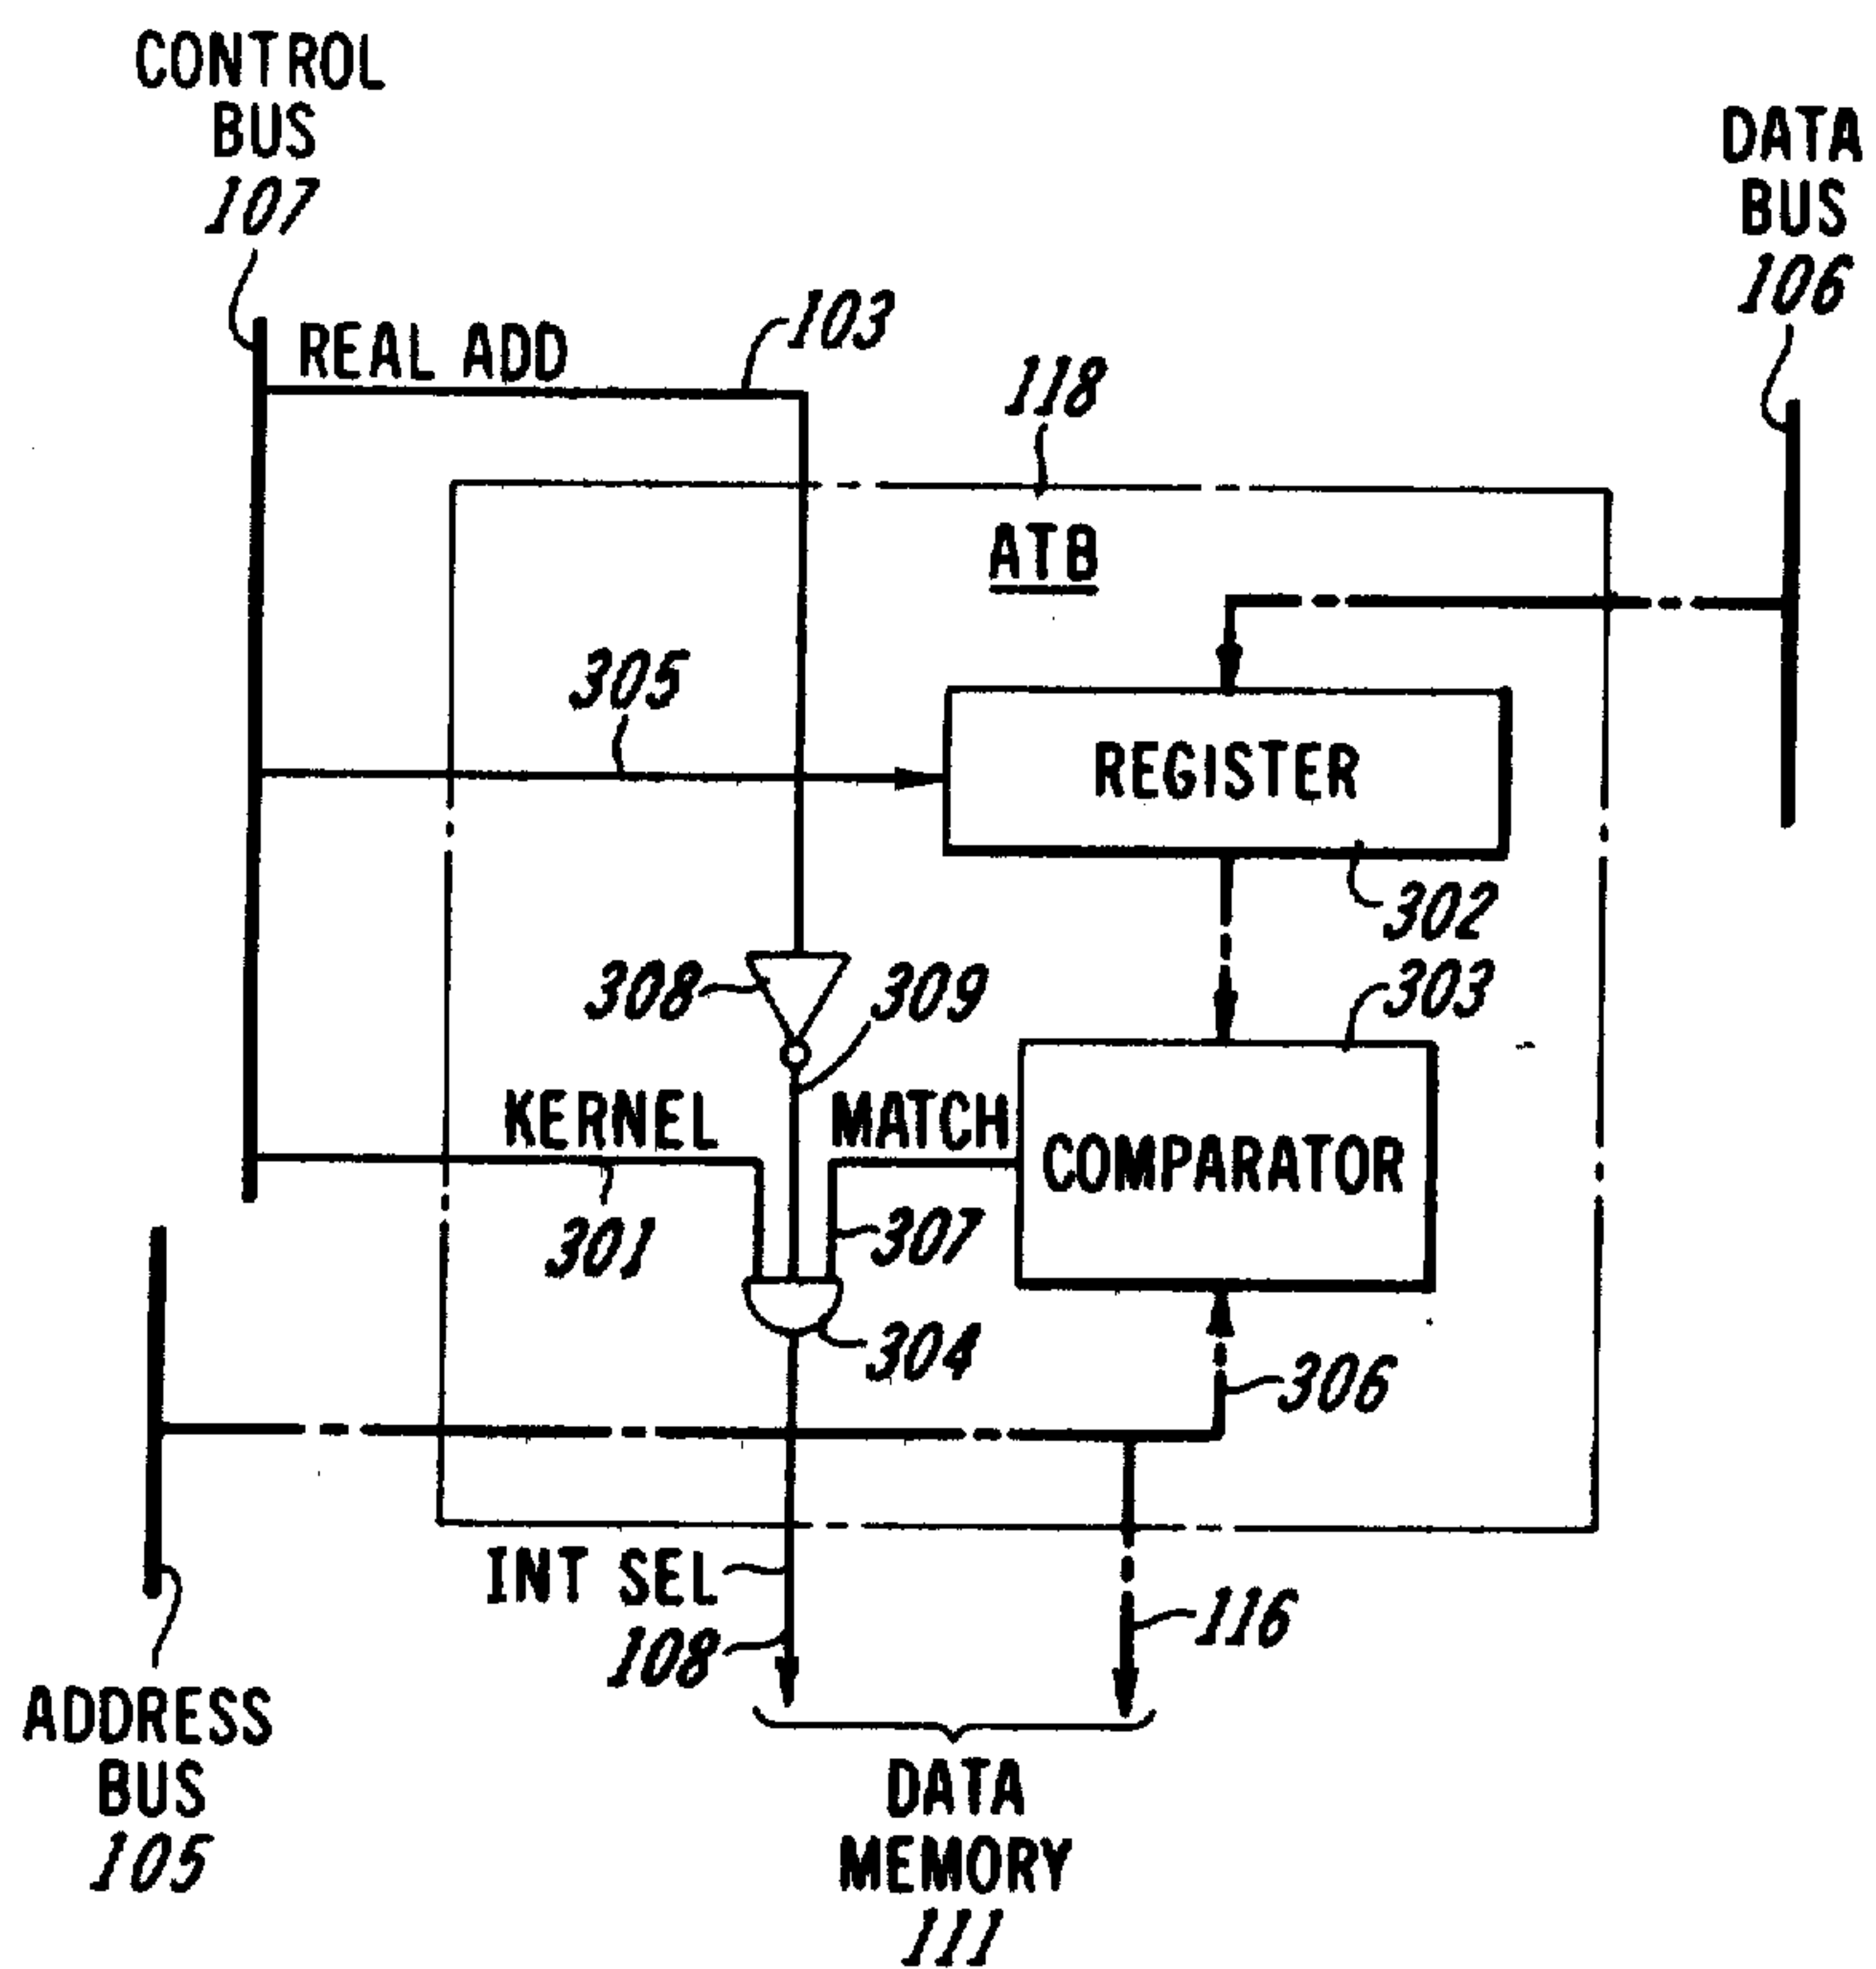 CONTROL
BUS
107
DATA
BUS
106
REAL ADD
103
118
ATB
305
REGISTER
302
308
309
303
KERNEL
MATCH
COMPARATOR
301
307
304
306
INT SEL
108
116
ADDRESS
BUS
105
DATA
MEMORY
111